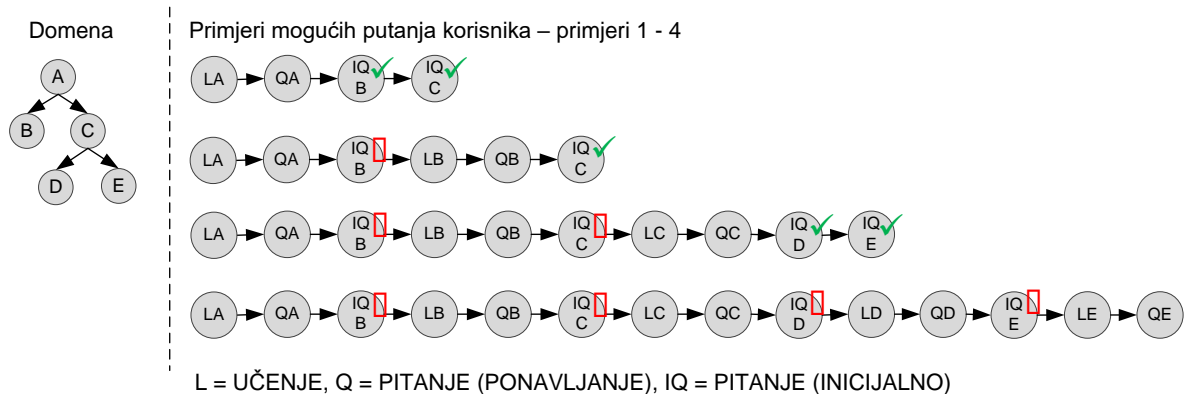 Domena
Primjeri mogućih putanja korisnika – primjeri 1 - 4
A
B C
D E
LA QA IQ B IQ C
LA QA IQ B LB QB IQ C
LA QA IQ B LB QB IQ C LC QC IQ D IQ E
LA QA IQ B LB QB IQ C LC QC IQ D LD QD IQ E LE QE
L = UČENJE, Q = PITANJE (PONAVLJANJE), IQ = PITANJE (INICIJALNO)